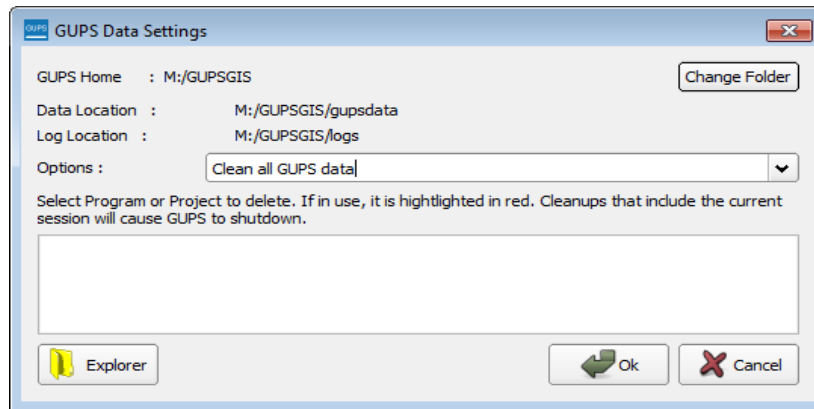 GUPS GUPS Data Settings
GUPS Home : M:/GUPSGIS Change Folder
Data Location : M:/GUPSGIS/gupsdata
Log Location : M:/GUPSGIS/logs
Options : Clean all GUPS data
Select Program or Project to delete. If in use, it is hightlighted in red. Cleanups that include the current
session will cause GUPS to shutdown.
Explorer Ok Cancel